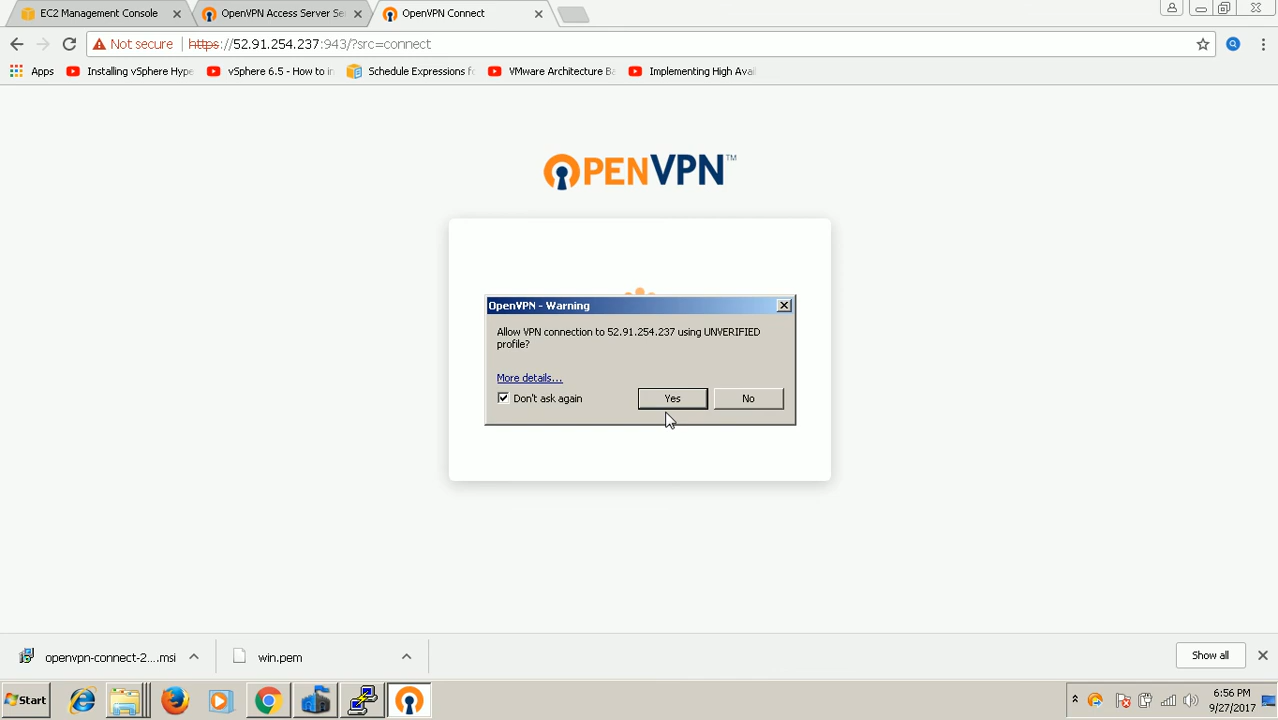 EC2 Management Console
OpenVPN Access Server Se
OpenVPN Connect
Not secure
https://52.91.254.237:943/?src=connect
Apps
Installing vSphere Hype
vSphere 6.5 - How to in
Schedule Expressions fo
VMware Architecture Ba
Implementing High Avai
OPENVPN™
OpenVPN - Warning
Allow VPN connection to 52.91.254.237 using UNVERIFIED
profile?
More details...
Don't ask again
Yes
No
openvpn-connect-2....msi
win.pem
Show all
Start
6:56 PM
9/27/2017